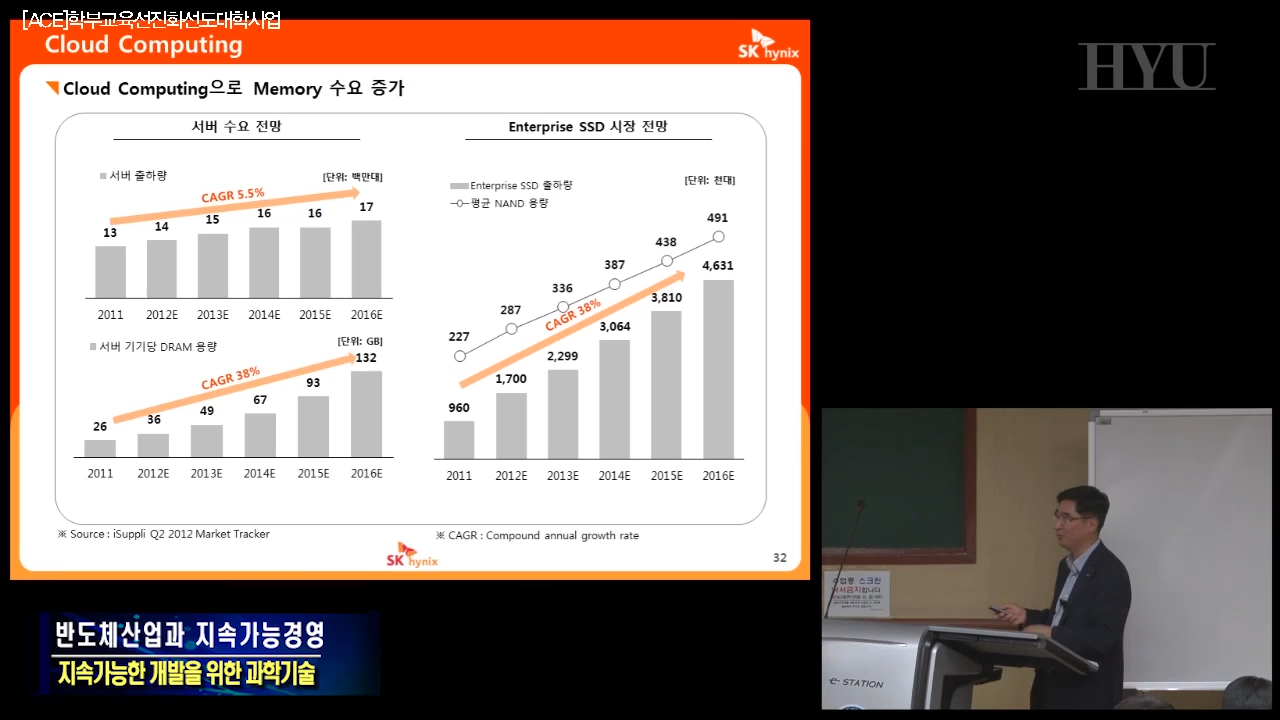 [ACE]학부교육선진화선도대학사업
Cloud Computing
SK hynix
HYU
Cloud Computing으로 Memory 수요 증가
서버 수요 전망
서버 출하량
[단위: 백만대]
CAGR 5.5%
13 14 15 16 16 17
2011 2012E 2013E 2014E 2015E 2016E
서버 기기당 DRAM 용량
[단위: GB]
CAGR 38%
26 36 49 67 93 132
2011 2012E 2013E 2014E 2015E 2016E
Enterprise SSD 시장 전망
Enterprise SSD 출하량
[단위: 천대]
평균 NAND 용량
227 287 336 387 438 491
CAGR 38%
960 1,700 2,299 3,064 3,810 4,631
2011 2012E 2013E 2014E 2015E 2016E
※ Source : iSuppli Q2 2012 Market Tracker
※ CAGR : Compound annual growth rate
SK hynix
32
반도체산업과 지속가능경영
지속가능한 개발을 위한 과학기술
수업중 스크린
e-STATION